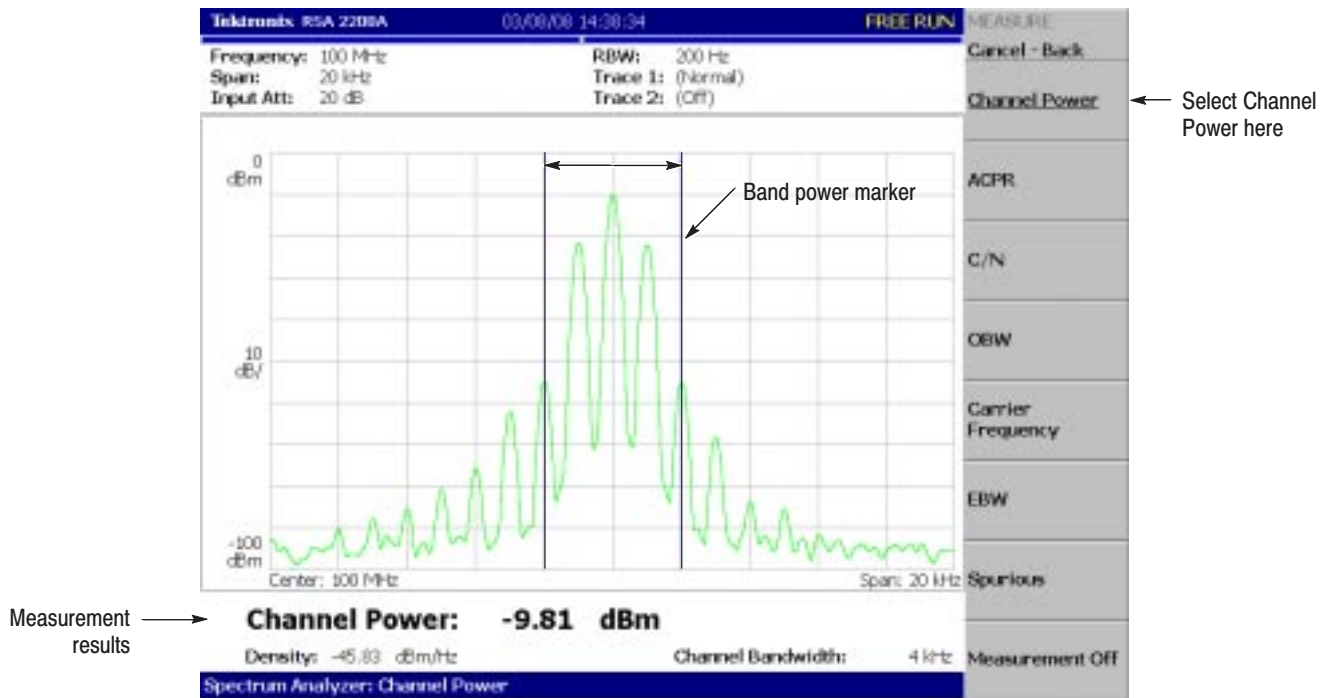 Tektronix RSA 2200A 03/08/08 14:38:34 FREE RUN
Frequency: 100 MHz
Span: 20 kHz
Input Att: 20 dB
RBW: 200 Hz
Trace 1: (Normal)
Trace 2: (Off)
MEASURE
Cancel - Back
Channel Power
ACPR
C/N
OBW
Carrier
Frequency
EBW
Spurious
Measurement Off
Select Channel
Power here
0
dBm
Band power marker
10
dB/
-100
dBm
Center: 100 MHz Span: 20 kHz
Measurement
results
Channel Power: -9.81 dBm
Density: -45.83 dBm/Hz Channel Bandwidth: 4 kHz
Spectrum Analyzer: Channel Power